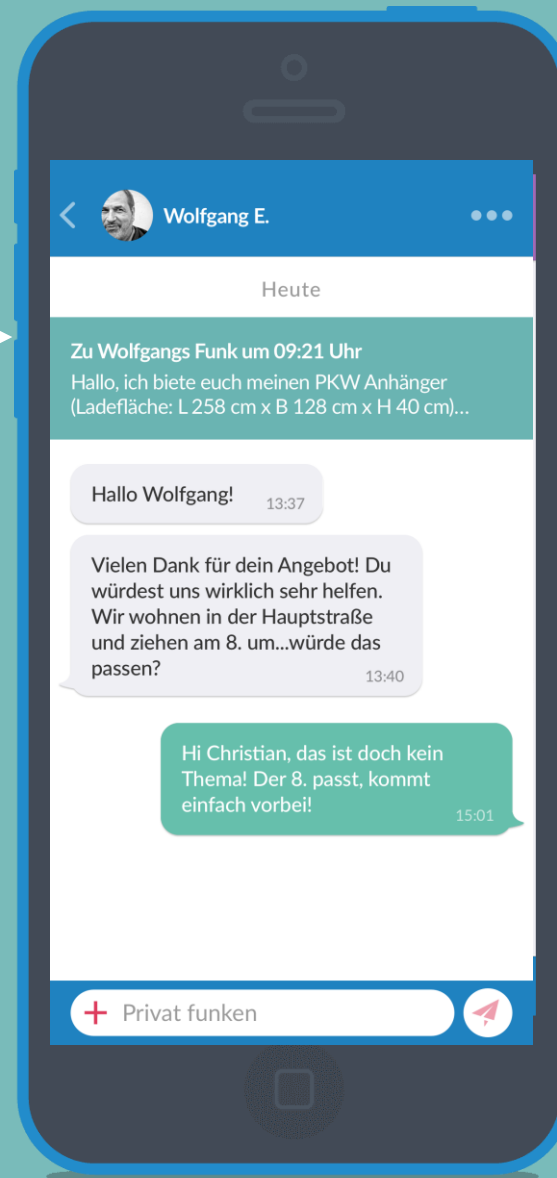 Wolfgang E.
Heute
Zu Wolfgangs Funk um 09:21 Uhr
Hallo, ich biete euch meinen PKW Anhänger
(Ladefläche: L 258 cm x B 128 cm x H 40 cm)...
Hallo Wolfgang!
13:37
Vielen Dank für dein Angebot! Du
würdest uns wirklich sehr helfen.
Wir wohnen in der Hauptstraße
und ziehen am 8. um...würde das
passen?
13:40
Hi Christian, das ist doch kein
Thema! Der 8. passt, kommt
einfach vorbei!
15:01
Privat funken